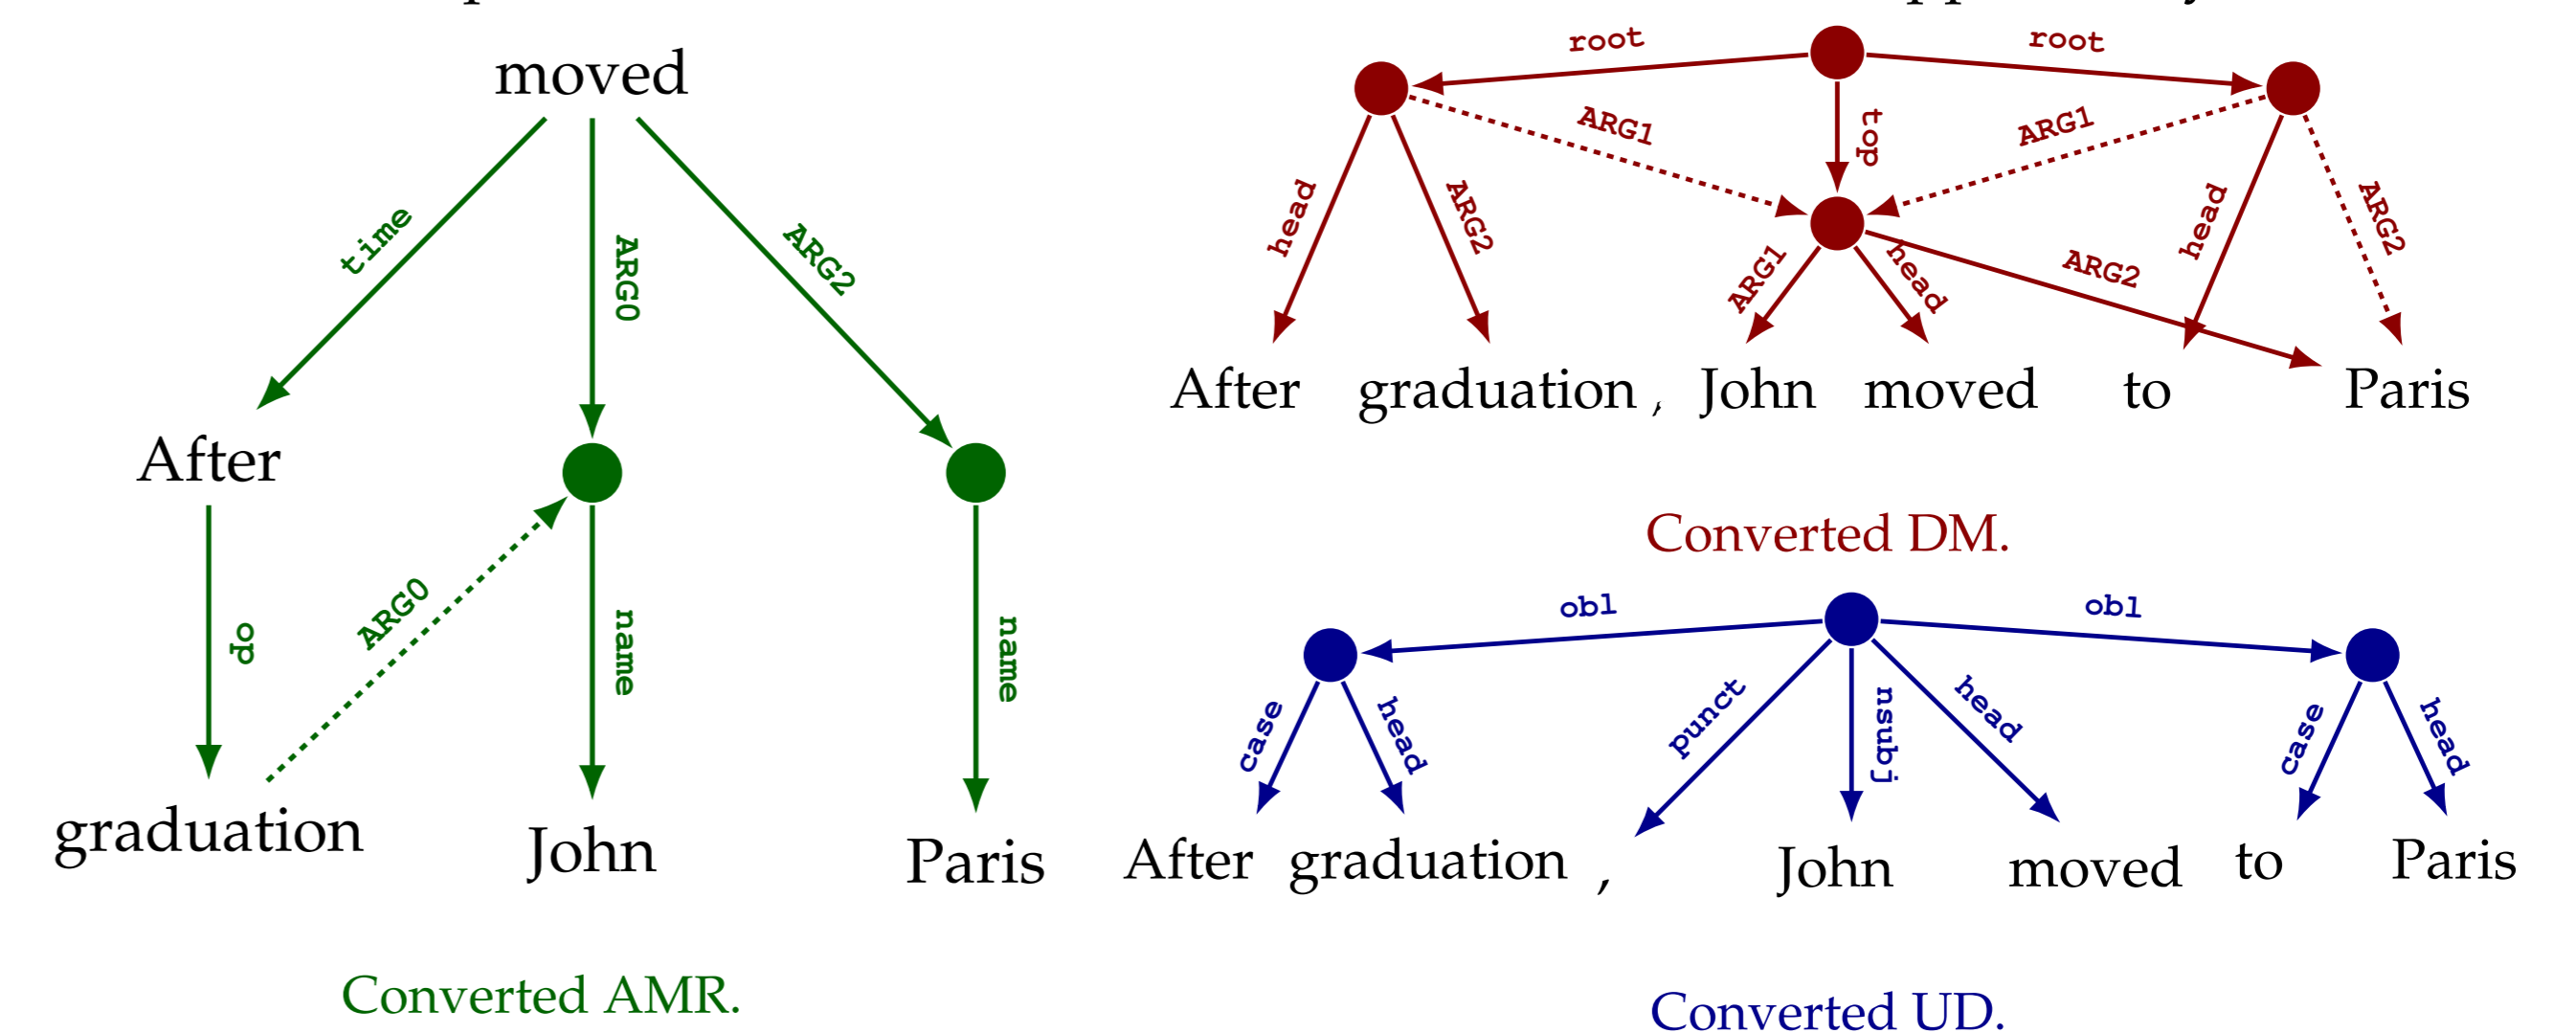 moved
time
ARG0
ARG2
After
do
ARG0
name
name
graduation
John
Paris
Converted AMR.
root
root
ARG1
top
ARG1
head
ARG2
ARG1
head
ARG2
head
ARG2
After graduation , John moved to Paris
Converted DM.
obl
obl
case
head
punct
nsubj
head
case
head
After graduation , John moved to Paris
Converted UD.